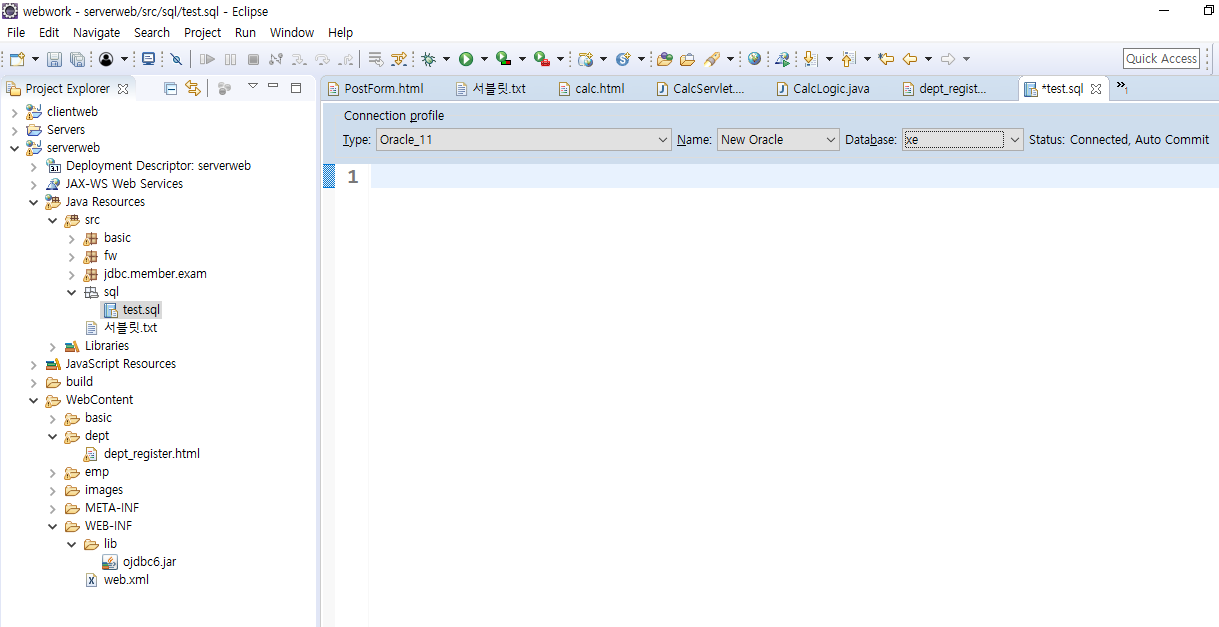 webwork - serverweb/src/sql/test.sql - Eclipse
File Edit Navigate Search Project Run Window Help
Quick Access
Project Explorer
PostForm.html 서블릿.txt calc.html CalcServlet.... CalcLogic.java dept_regist... *test.sql »1
Connection profile
Type: Oracle_11 Name: New Oracle Database: xe Status: Connected, Auto Commit
1
clientweb
Servers
serverweb
Deployment Descriptor: serverweb
JAX-WS Web Services
Java Resources
src
basic
fw
jdbc.member.exam
sql
test.sql
서블릿.txt
Libraries
JavaScript Resources
build
WebContent
basic
dept
dept_register.html
emp
images
META-INF
WEB-INF
lib
ojdbc6.jar
web.xml